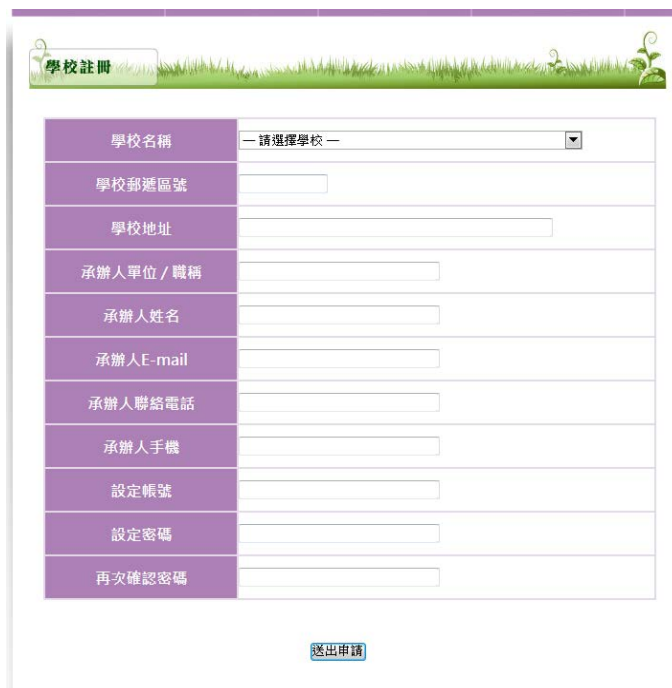 學校註冊
學校名稱
— 請選擇學校 —
學校郵遞區號
學校地址
承辦人單位 / 職稱
承辦人姓名
承辦人E-mail
承辦人聯絡電話
承辦人手機
設定帳號
設定密碼
再次確認密碼
送出申請